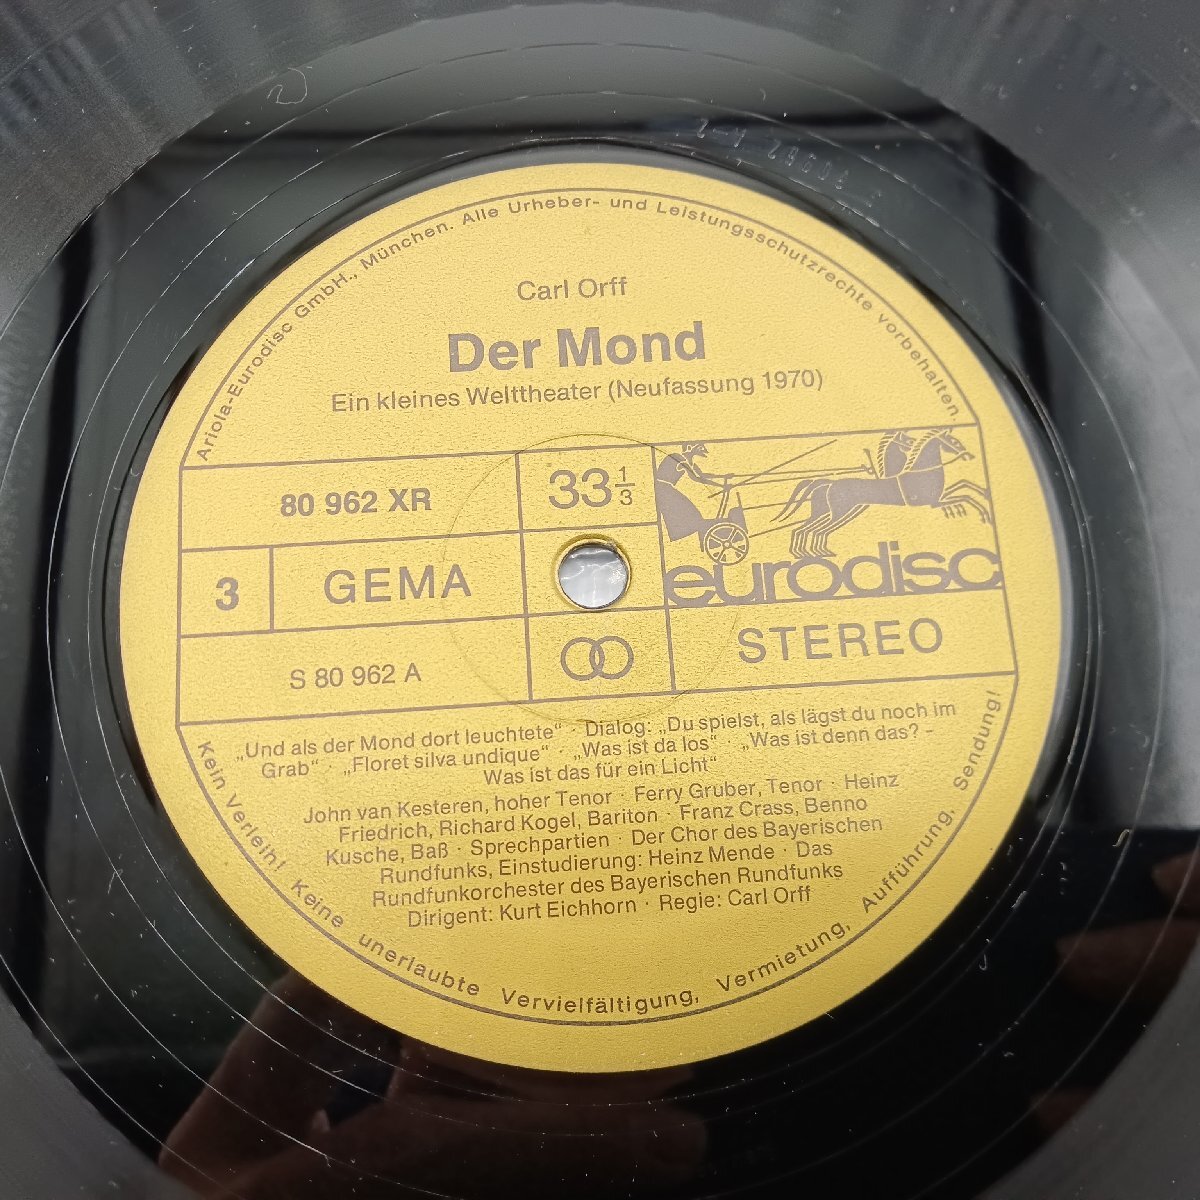 Ariola-Eurodisc GmbH., München. Alle Urheber- und Leistungsschutzrechte vorbehalten.
Carl Orff
Der Mond
Ein kleines Welttheater (Neufassung 1970)
80 962 XR
33 1/3
eurodisc
3
GEMA
S 80 962 A
STEREO
„Und als der Mond dort leuchtete“ · Dialog: „Du spielst, als lägst du noch im
Grab“ · „Floret silva undique“ · „Was ist da los“ · „Was ist denn das? –
Was ist das für ein Licht“
John van Kesteren, hoher Tenor · Ferry Gruber, Tenor · Heinz
Friedrich, Richard Kogel, Bariton · Franz Crass, Benno
Kusche, Baß · Sprechpartien · Der Chor des Bayerischen
Rundfunks, Einstudierung: Heinz Mende · Das
Rundfunkorchester des Bayerischen Rundfunks
Dirigent: Kurt Eichhorn · Regie: Carl Orff
Kein Verleih! Keine unerlaubte Vervielfältigung, Vermietung, Aufführung, Sendung!